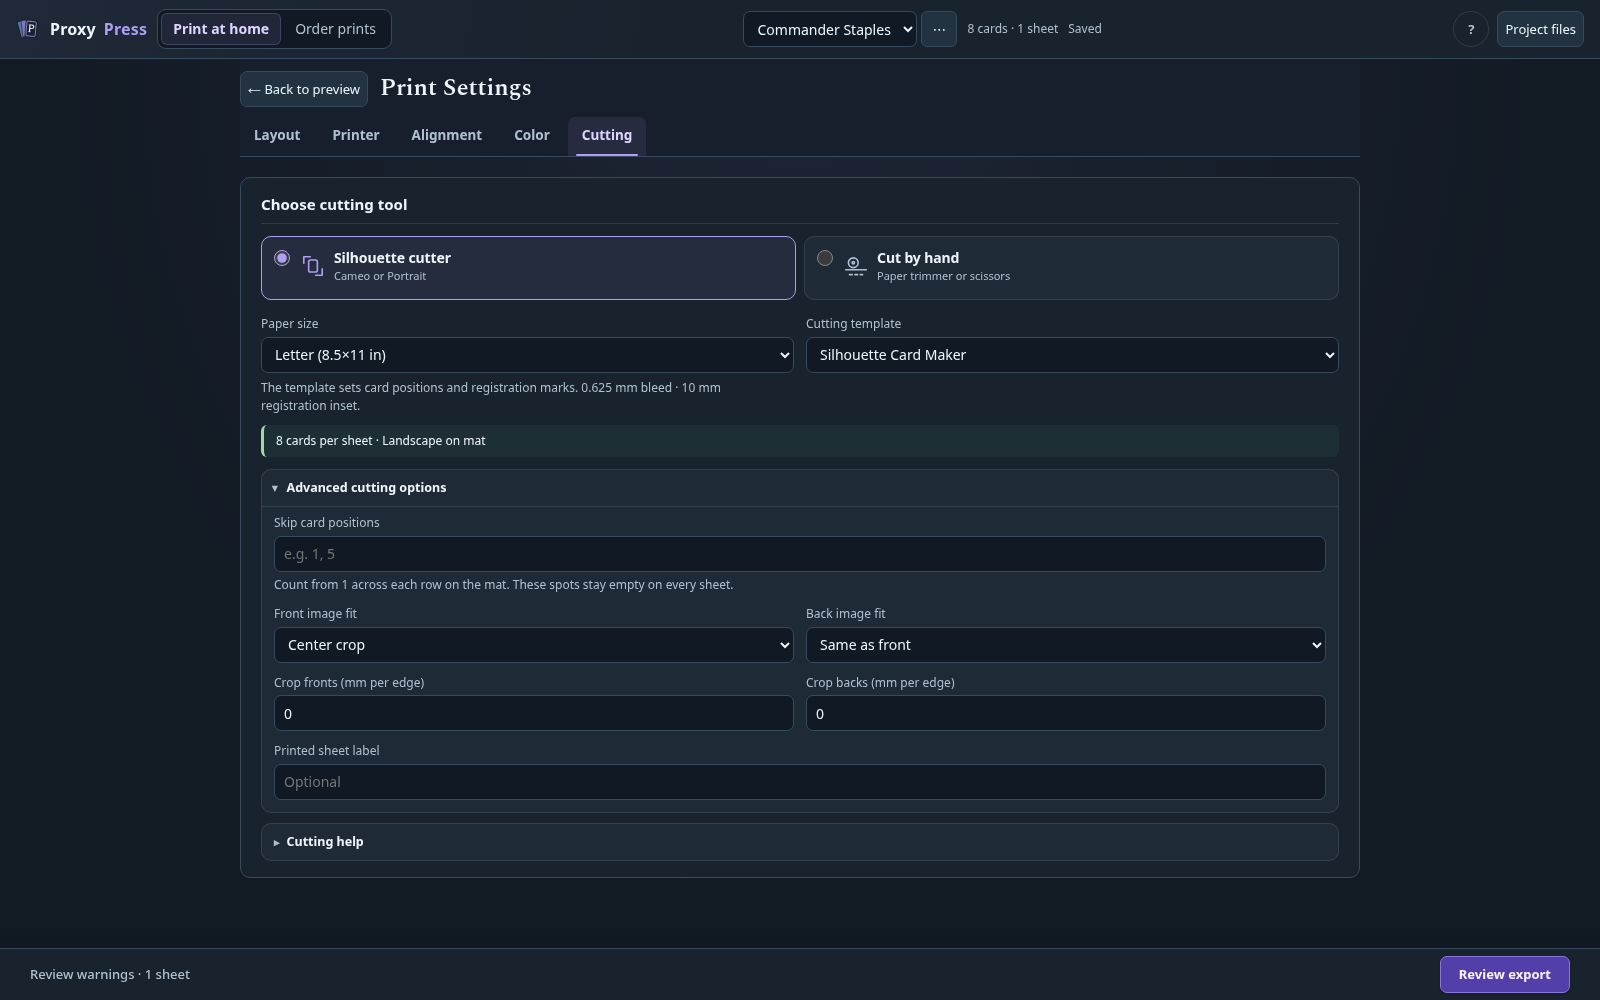 Proxy Press
Print at home
Order prints
Commander Staples
...
8 cards · 1 sheet
Saved
?
Project files
← Back to preview
Print Settings
Layout
Printer
Alignment
Color
Cutting
Choose cutting tool
Silhouette cutter
Cameo or Portrait
Cut by hand
Paper trimmer or scissors
Paper size
Cutting template
Letter (8.5×11 in)
Silhouette Card Maker
The template sets card positions and registration marks. 0.625 mm bleed · 10 mm
registration inset.
8 cards per sheet · Landscape on mat
▾ Advanced cutting options
Skip card positions
e.g. 1, 5
Count from 1 across each row on the mat. These spots stay empty on every sheet.
Front image fit
Back image fit
Center crop
Same as front
Crop fronts (mm per edge)
Crop backs (mm per edge)
0
0
Printed sheet label
Optional
▸ Cutting help
Review warnings · 1 sheet
Review export